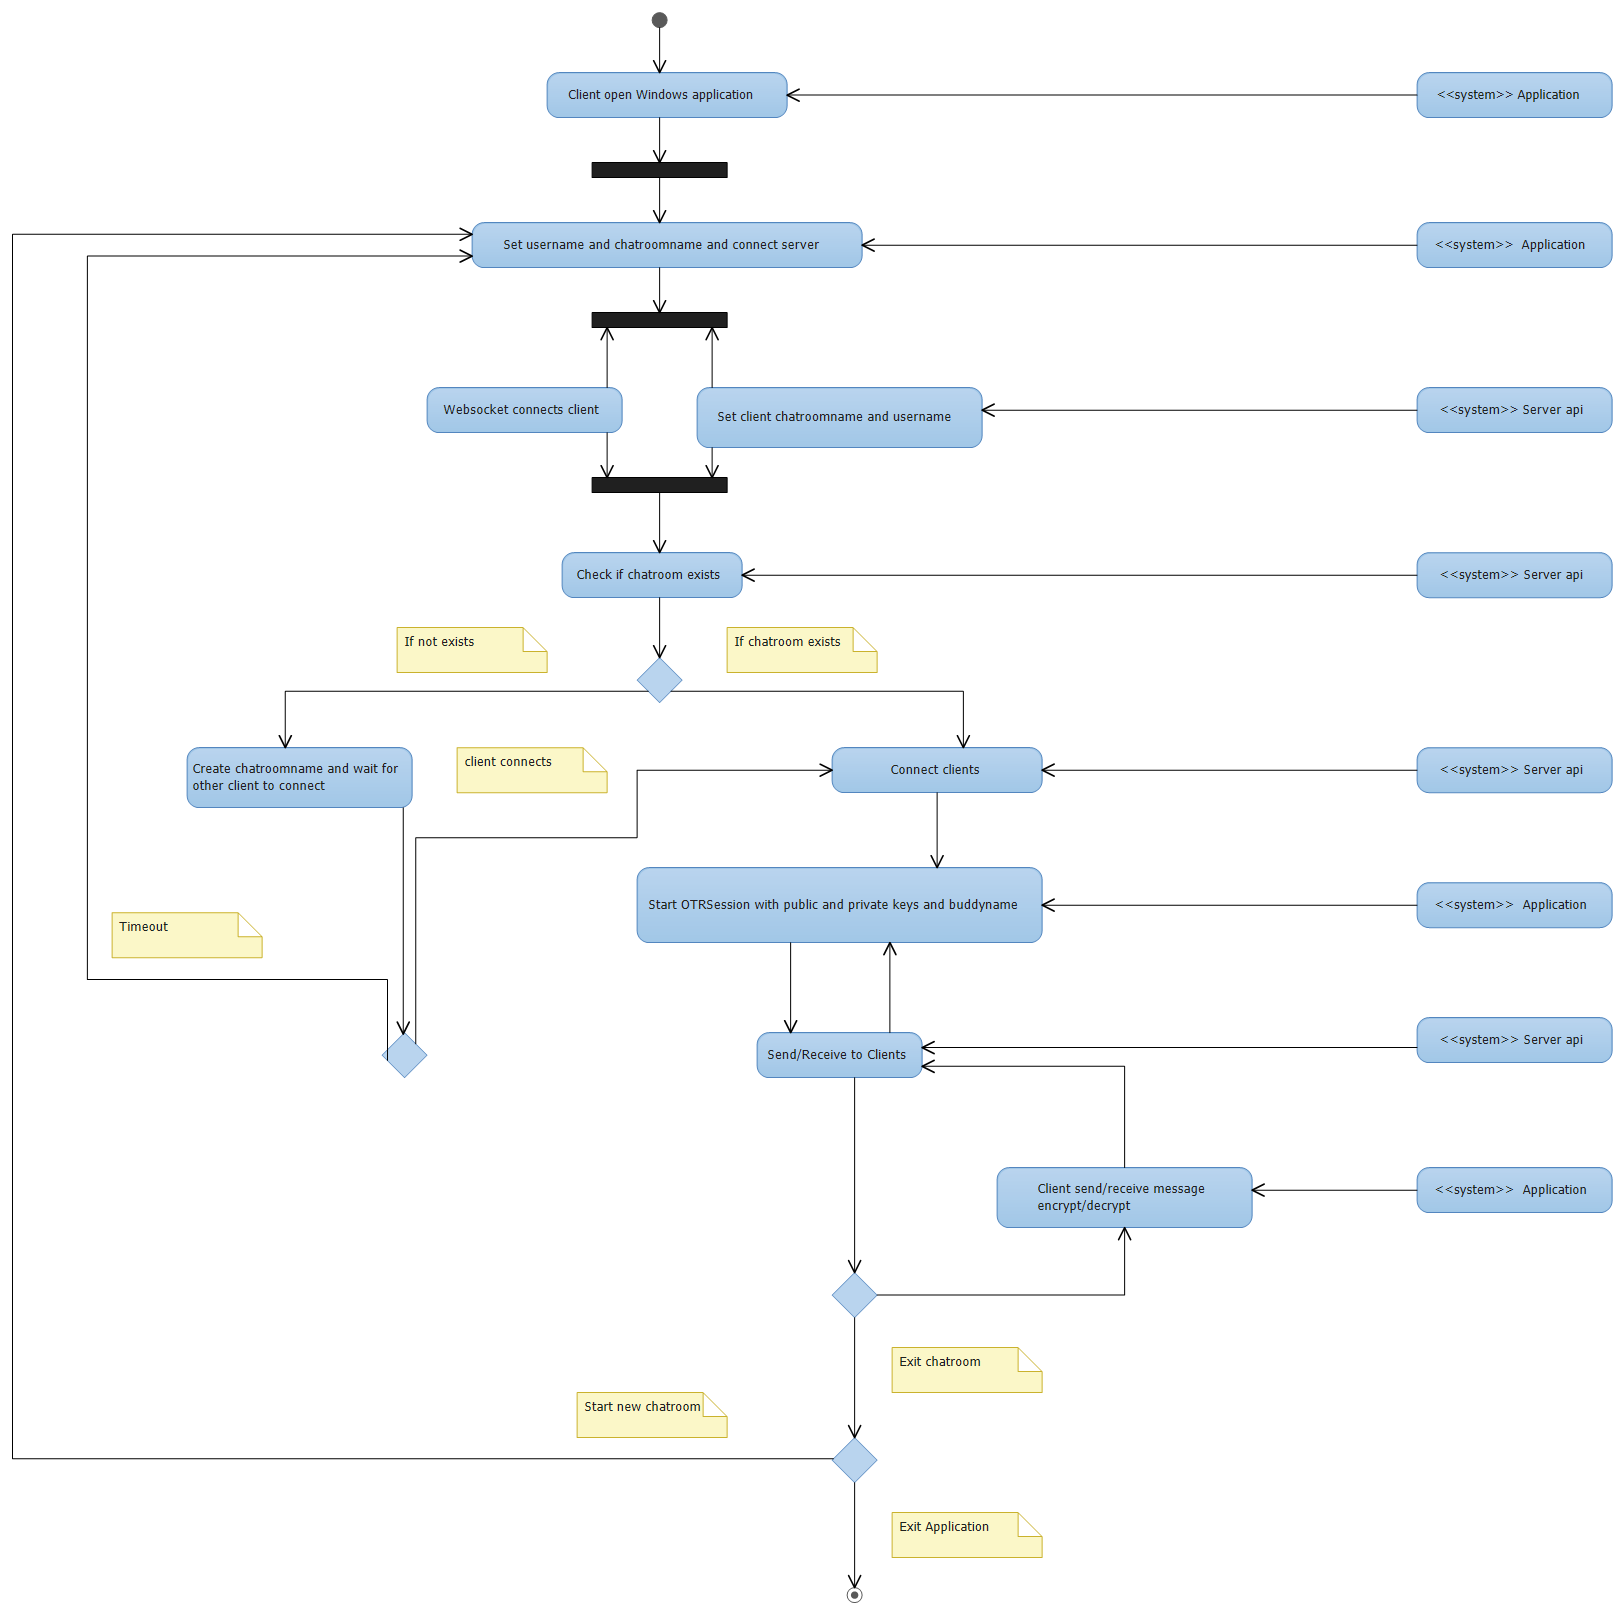 Client open Windows application
<<system>> Application
Set username and chatroomname and connect server
<<system>> Application
Websocket connects client
Set client chatroomname and username
<<system>> Server api
Check if chatroom exists
<<system>> Server api
If not exists
If chatroom exists
Create chatroomname and wait for
other client to connect
client connects
Connect clients
<<system>> Server api
Start OTRSession with public and private keys and buddyname
<<system>> Application
Timeout
Send/Receive to Clients
<<system>> Server api
Client send/receive message
encrypt/decrypt
<<system>> Application
Exit chatroom
Start new chatroom
Exit Application